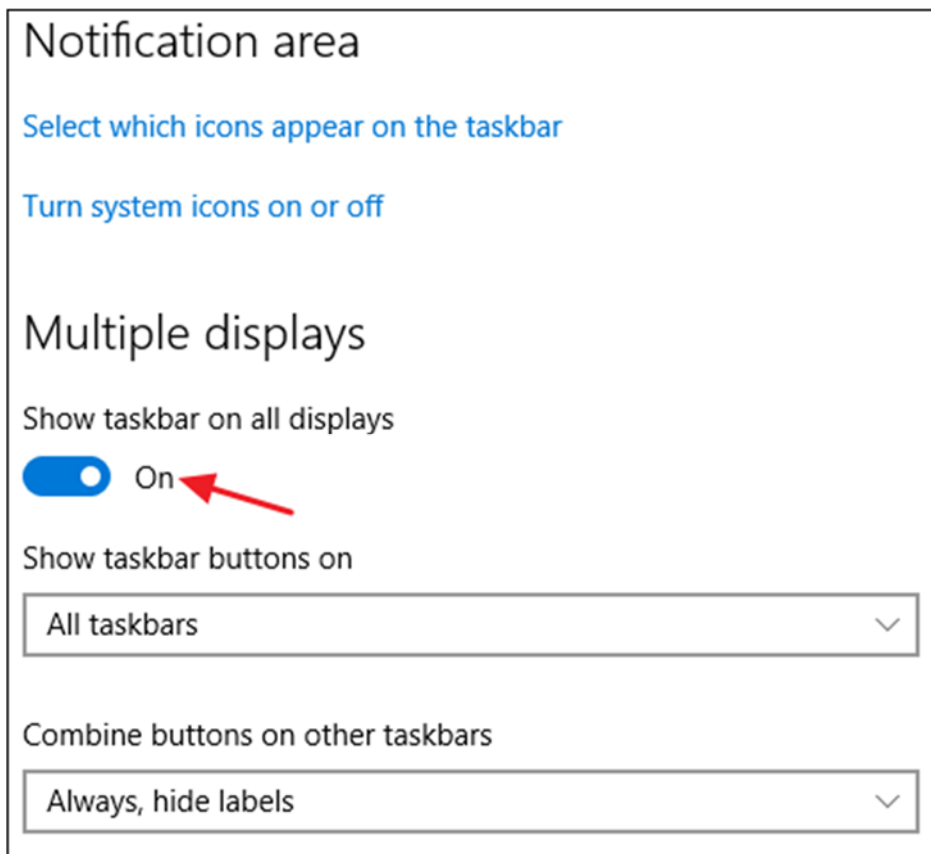 Notification area
Select which icons appear on the taskbar
Turn system icons on or off
Multiple displays
Show taskbar on all displays
On
Show taskbar buttons on
All taskbars
Combine buttons on other taskbars
Always, hide labels